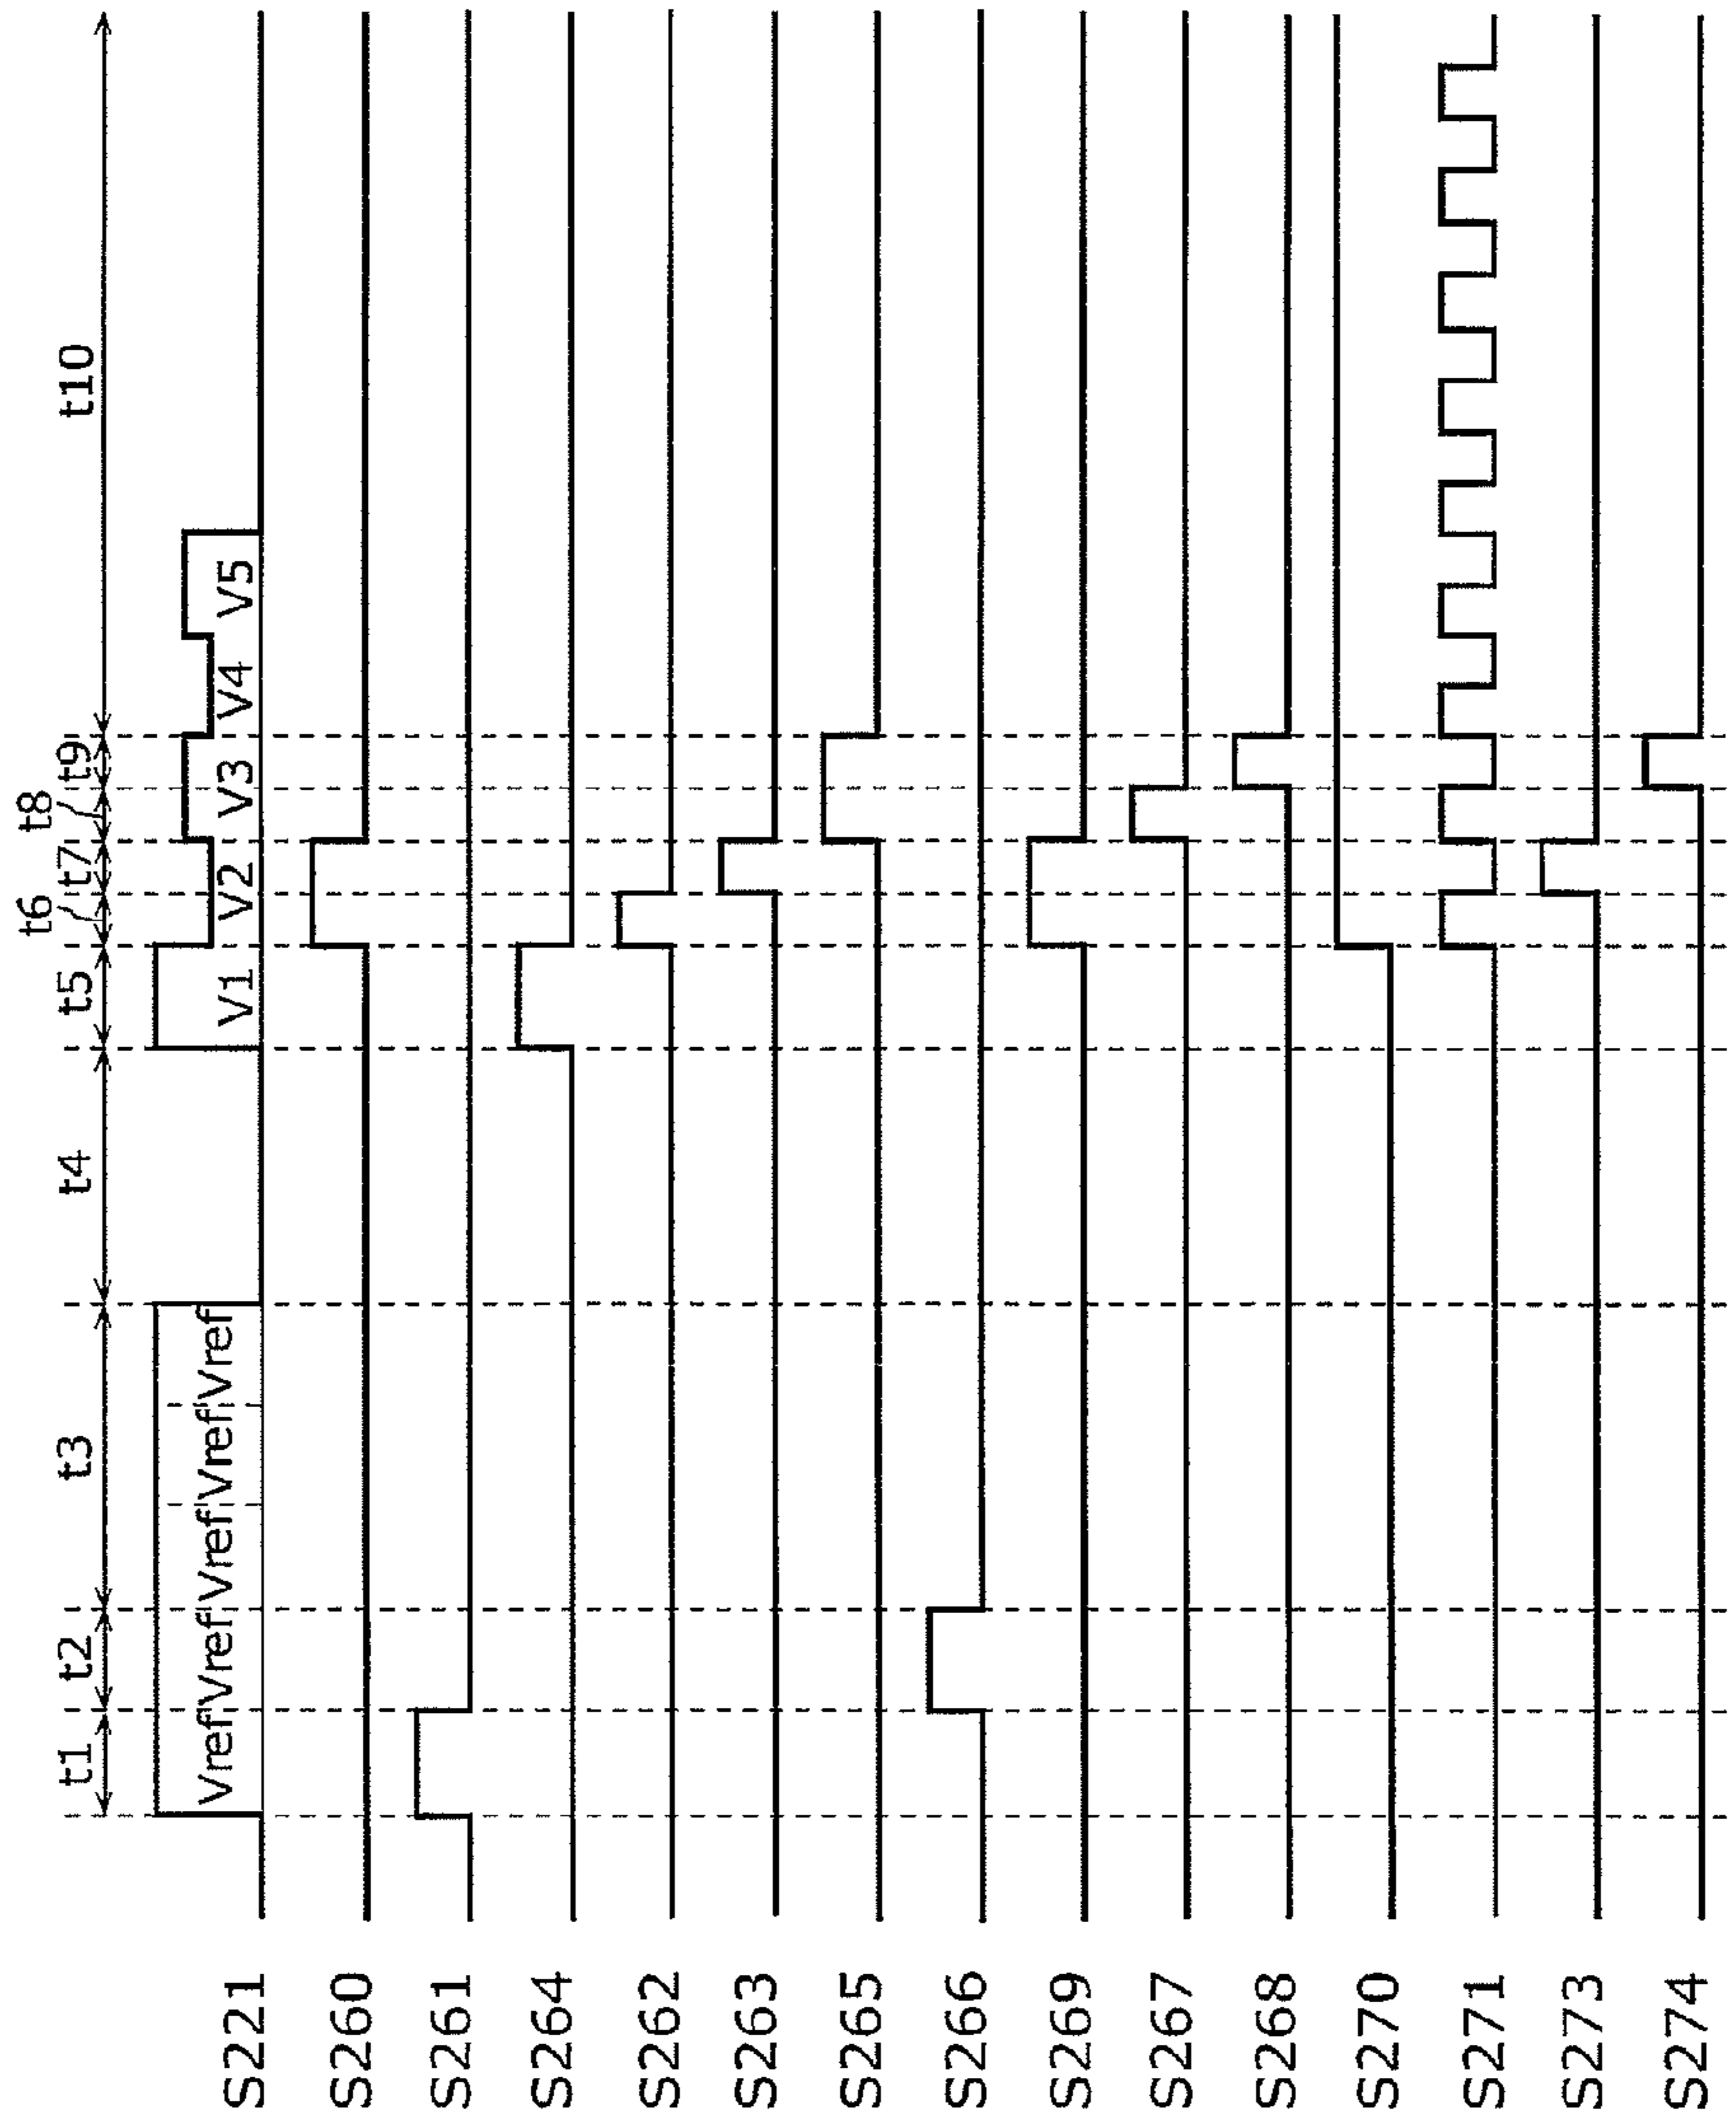 t1 t2 t3 t4 t5 t6 t7 t8 t9 t10
S221 Vref Vref Vref Vref Vref V1 V2 V3 V4 V5
S260
S261
S264
S262
S263
S265
S266
S269
S267
S268
S270
S271
S273
S274